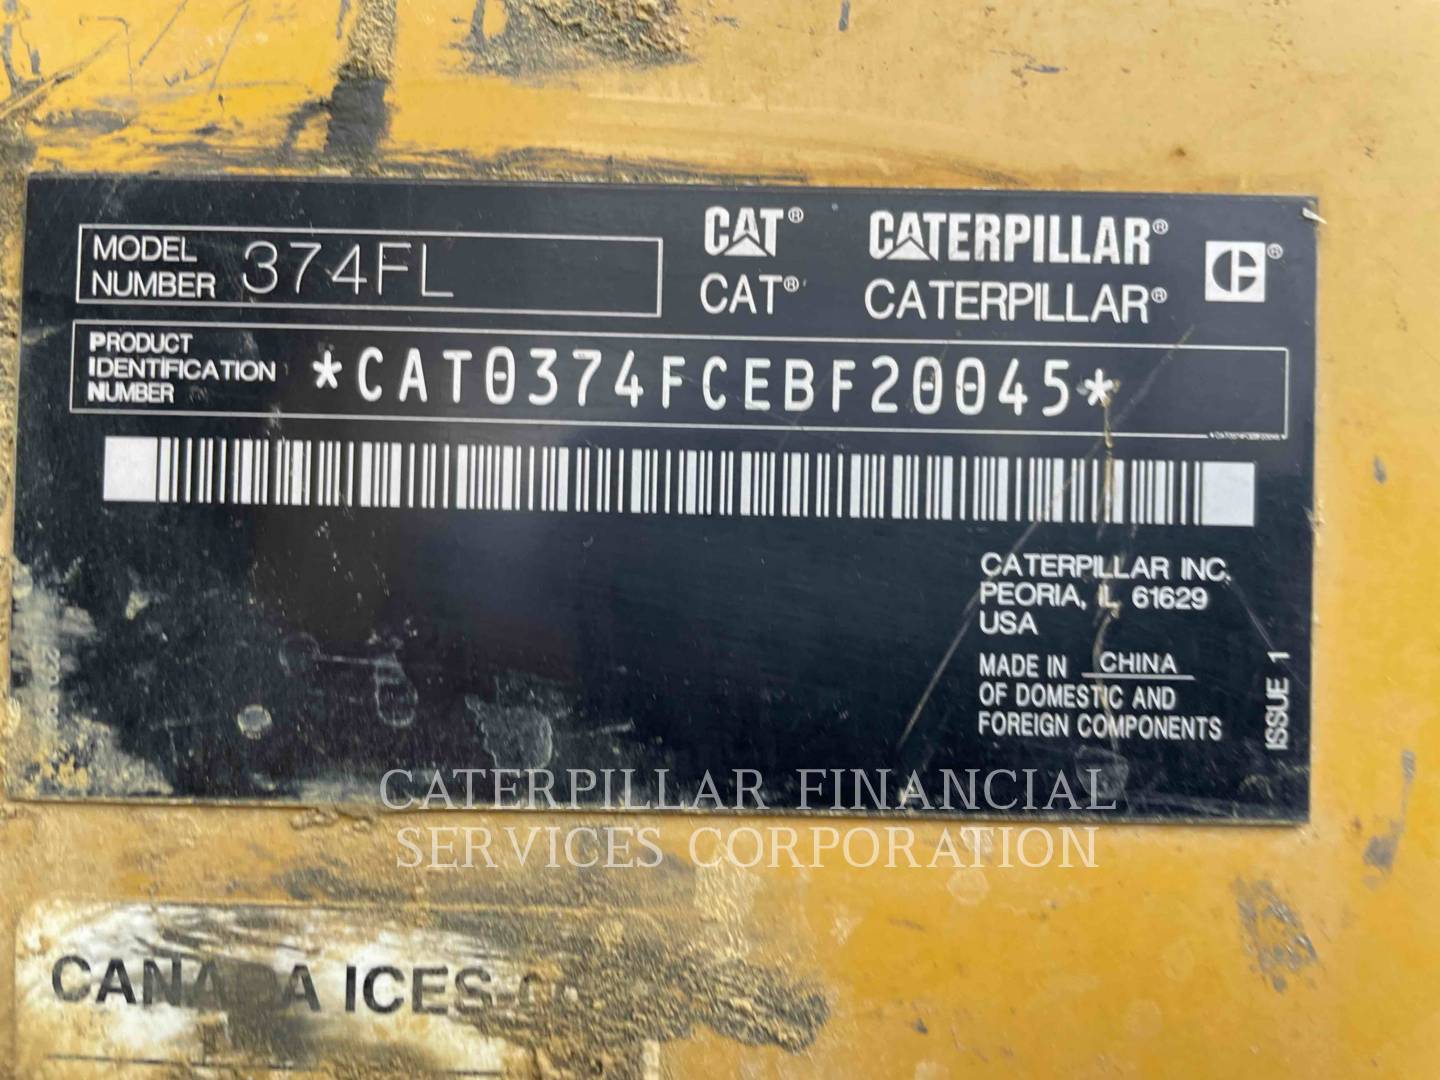 MODEL NUMBER 374FL
CAT® CATERPILLAR®
CAT® CATERPILLAR®
PRODUCT IDENTIFICATION NUMBER *CAT0374FCEBF20045*
CATERPILLAR INC.
PEORIA, IL 61629
USA
MADE IN CHINA
OF DOMESTIC AND
FOREIGN COMPONENTS
ISSUE 1
CATERPILLAR FINANCIAL
SERVICES CORPORATION
CANADA ICES